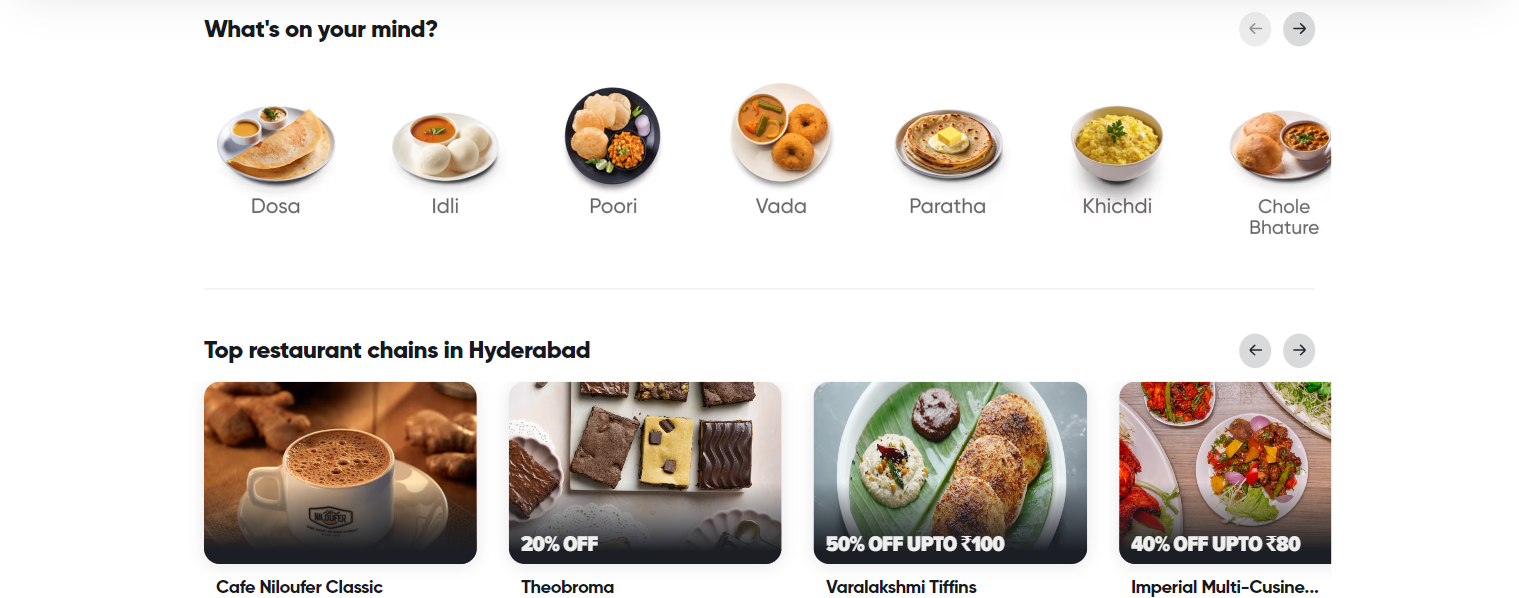 What's on your mind?
Dosa
Idli
Poori
Vada
Paratha
Khichdi
Chole
Bhature
Top restaurant chains in Hyderabad
NILOUFER
20% OFF
50% OFF UPTO ₹100
40% OFF UPTO ₹80
Cafe Niloufer Classic
Theobroma
Varalakshmi Tiffins
Imperial Multi-Cusine...